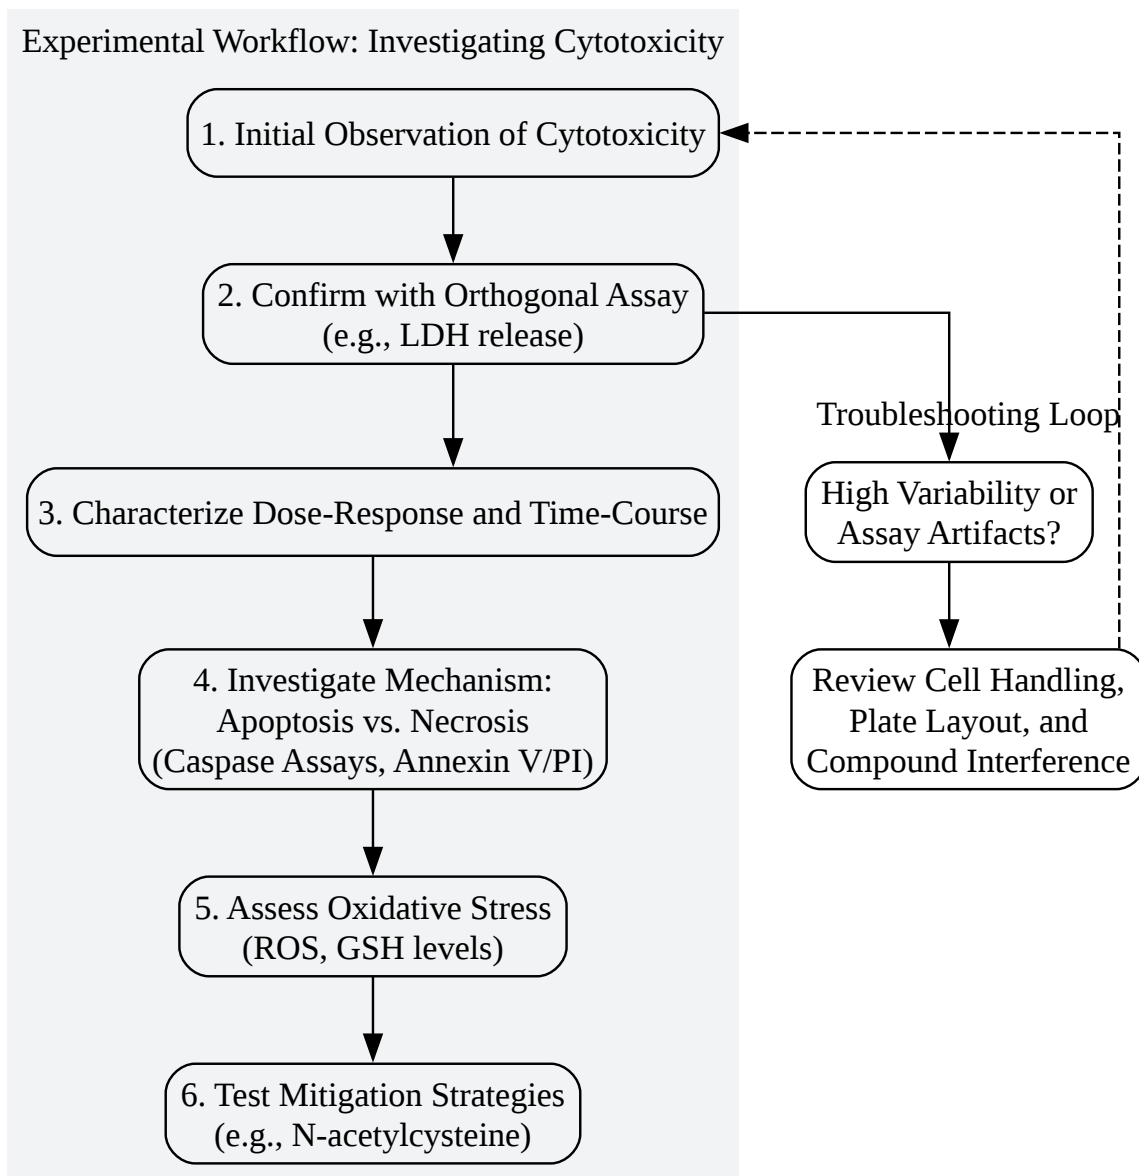 Experimental Workflow: Investigating Cytotoxicity
1. Initial Observation of Cytotoxicity
2. Confirm with Orthogonal Assay
(e.g., LDH release)
Troubleshooting Loop
3. Characterize Dose-Response and Time-Course
High Variability or
Assay Artifacts?
4. Investigate Mechanism:
Apoptosis vs. Necrosis
(Caspase Assays, Annexin V/PI)
Review Cell Handling,
Plate Layout, and
Compound Interference
5. Assess Oxidative Stress
(ROS, GSH levels)
6. Test Mitigation Strategies
(e.g., N-acetylcysteine)